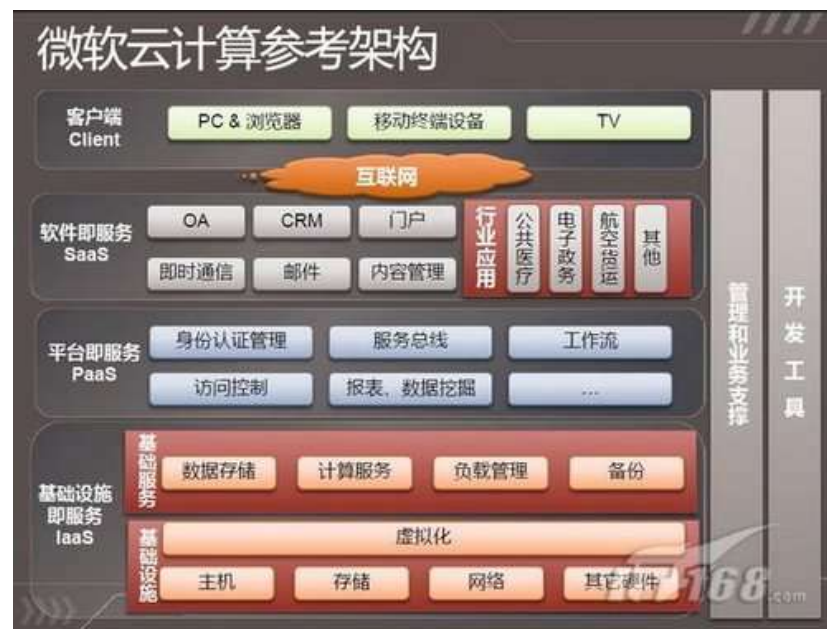 微软云计算参考架构
客户端
Client
PC & 浏览器
移动终端设备
TV
互联网
软件即服务
SaaS
OA
CRM
门户
即时通信
邮件
内容管理
行业应用
公共医疗
电子政务
航空货运
其他
平台即服务
PaaS
身份认证管理
服务总线
工作流
访问控制
报表、数据挖掘
...
基础设施
即服务
IaaS
基础服务
数据存储
计算服务
负载管理
备份
基础设施
虚拟化
主机
存储
网络
其它硬件
管理和业务支撑
开发工具
IT168.com